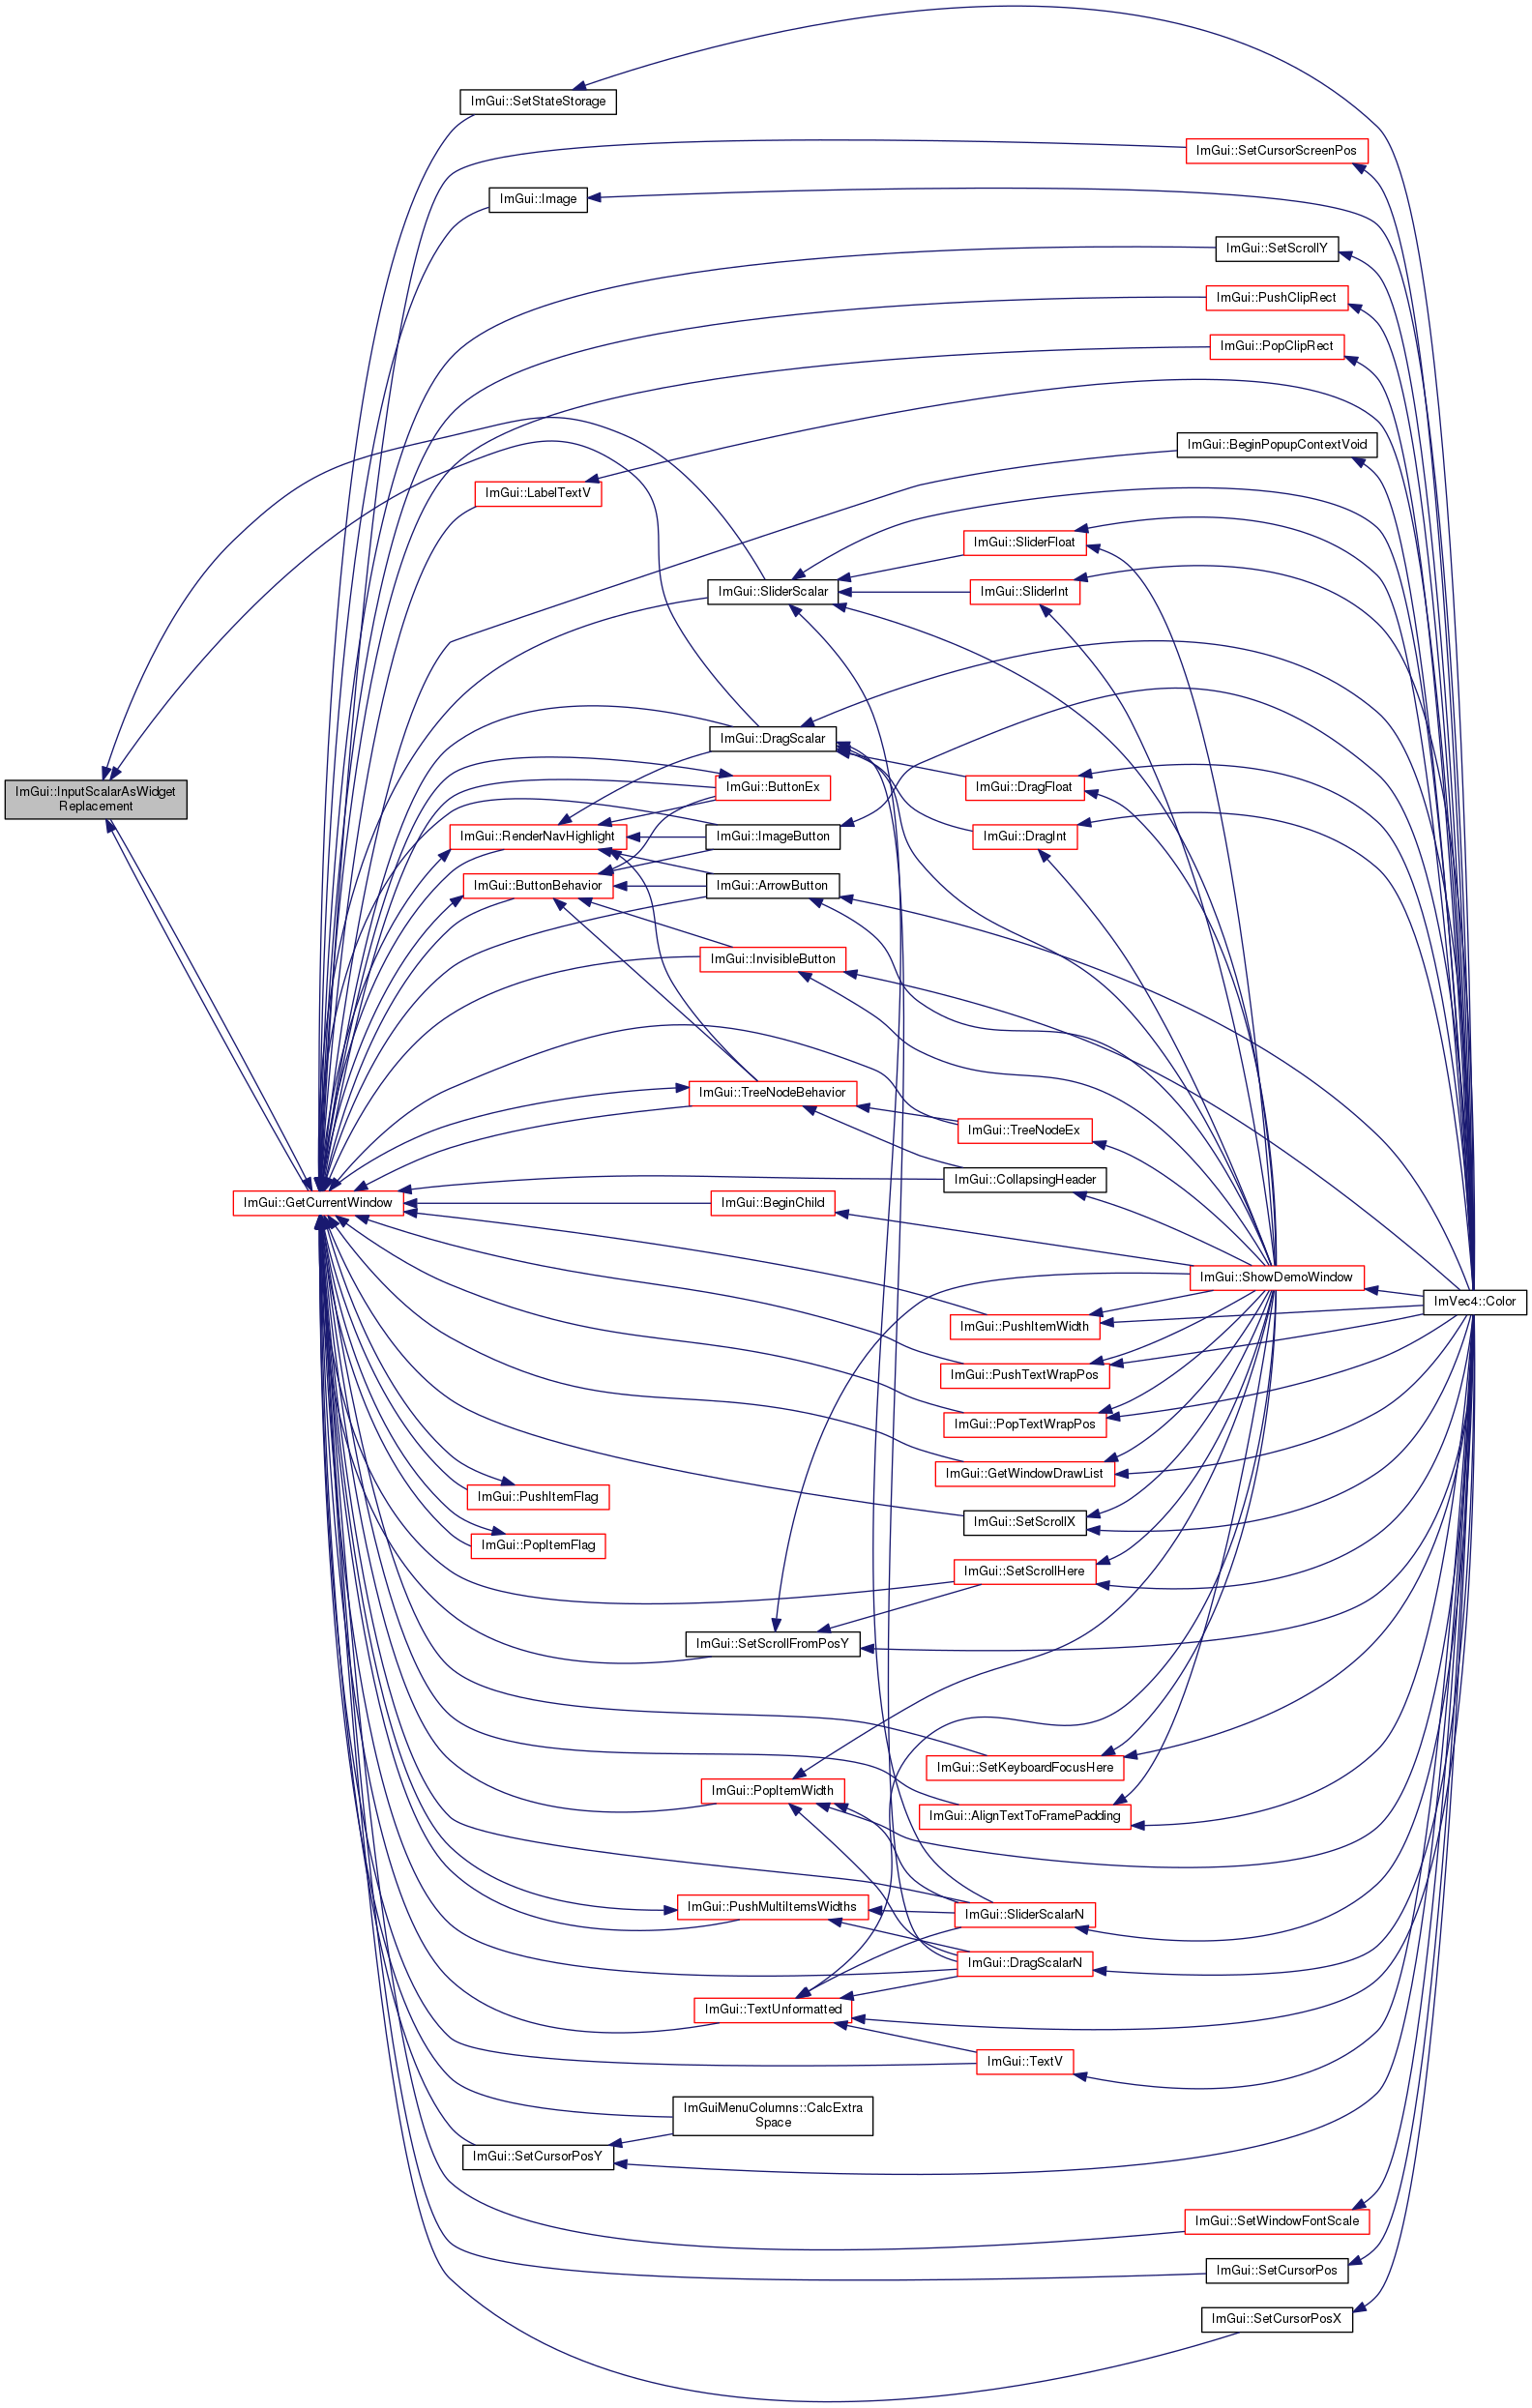 ImGui::SetStateStorage
ImGui::SetCursorScreenPos
ImGui::Image
ImGui::SetScrollY
ImGui::PushClipRect
ImGui::PopClipRect
ImGui::BeginPopupContextVoid
ImGui::LabelTextV
ImGui::SliderFloat
ImGui::SliderScalar
ImGui::SliderInt
ImGui::DragScalar
ImGui::InputScalarAsWidget
Replacement
ImGui::ButtonEx
ImGui::DragFloat
ImGui::RenderNavHighlight
ImGui::ImageButton
ImGui::DragInt
ImGui::ButtonBehavior
ImGui::ArrowButton
ImGui::InvisibleButton
ImGui::TreeNodeBehavior
ImGui::TreeNodeEx
ImGui::CollapsingHeader
ImGui::GetCurrentWindow
ImGui::BeginChild
ImGui::ShowDemoWindow
ImVec4::Color
ImGui::PushItemWidth
ImGui::PushTextWrapPos
ImGui::PopTextWrapPos
ImGui::GetWindowDrawList
ImGui::PushItemFlag
ImGui::SetScrollX
ImGui::PopItemFlag
ImGui::SetScrollHere
ImGui::SetScrollFromPosY
ImGui::SetKeyboardFocusHere
ImGui::PopItemWidth
ImGui::AlignTextToFramePadding
ImGui::PushMultiItemsWidths
ImGui::SliderScalarN
ImGui::DragScalarN
ImGui::TextUnformatted
ImGui::TextV
ImGuiMenuColumns::CalcExtra
Space
ImGui::SetCursorPosY
ImGui::SetWindowFontScale
ImGui::SetCursorPos
ImGui::SetCursorPosX